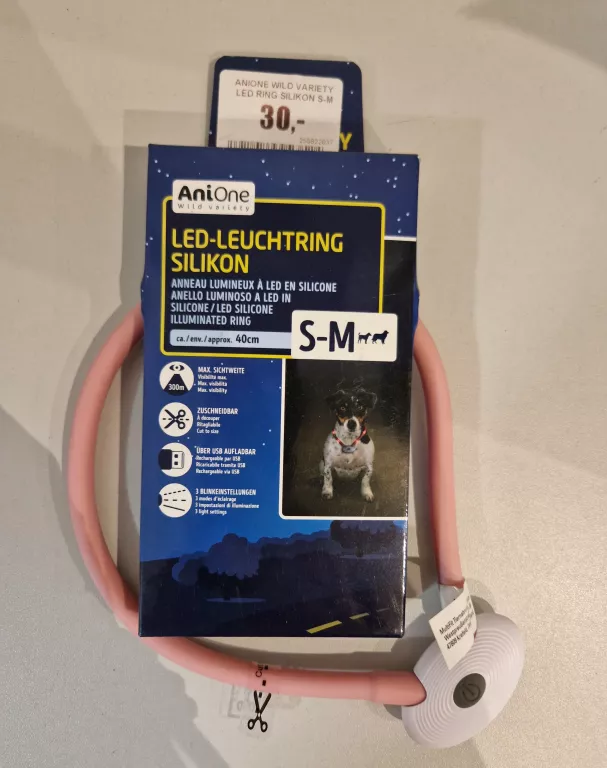 ANIONE WILD VARIETY
LED RING SILIKON S-M
30,-
Y
AniOne
wild variety
LED-LEUCHTRING
SILIKON
ANNEAU LUMINEUX À LED EN SILICONE
ANELLO LUMINOSO A LED IN
SILICONE / LED SILICONE
ILLUMINATED RING
ca. / env. / approx. 40cm
S-M
300m
MAX. SICHTWEITE
Visibilité max.
Max. visibilità
Max. visibility
ZUSCHNEIDBAR
À découper
Ritagliabile
Cut to size
ÜBER USB AUFLADBAR
Rechargeable par USB
Ricaricabile tramite USB
Rechargeable via USB
3 BLINKEINSTELLUNGEN
3 modes d'éclairage
3 impostazioni di illuminazione
3 light settings